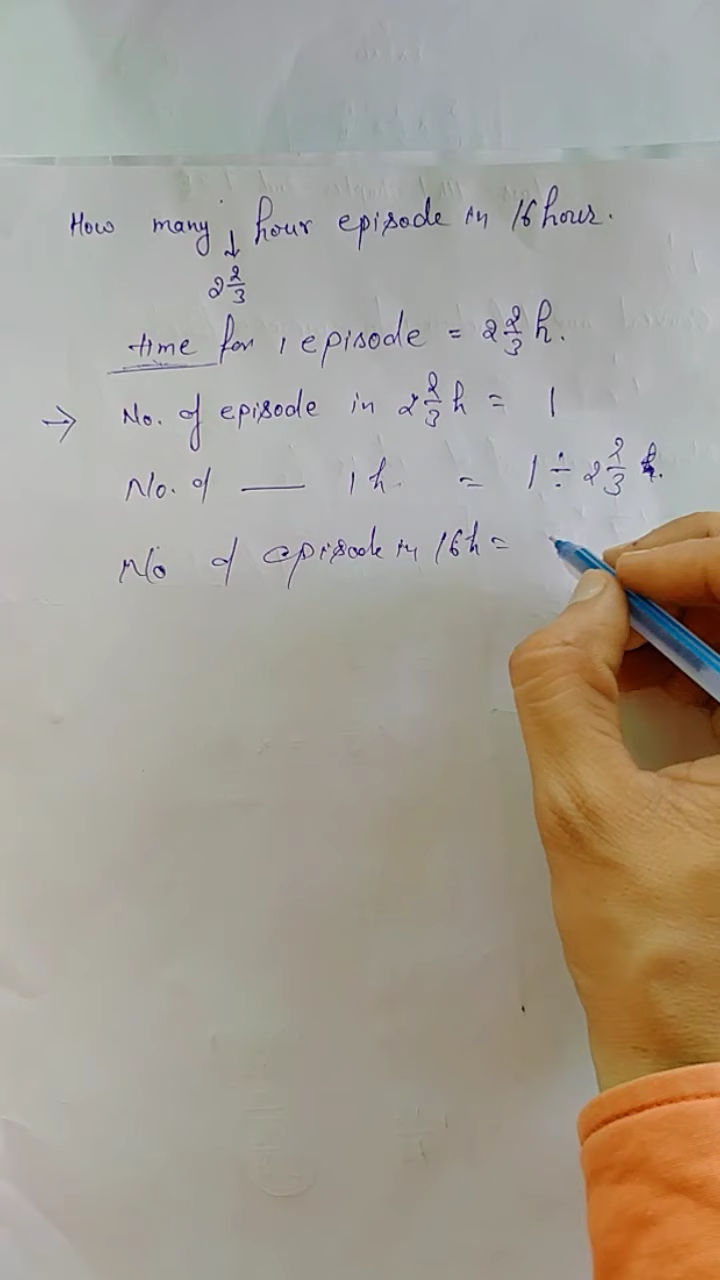 How many ↓ hour episode in 16 hour.
2 2/3
time for 1 episode = 2 2/3 h.
→ No. of episode in 2 2/3 h = 1
No. of — 1 h. = 1 ÷ 2 2/3
No of episode in 16h =